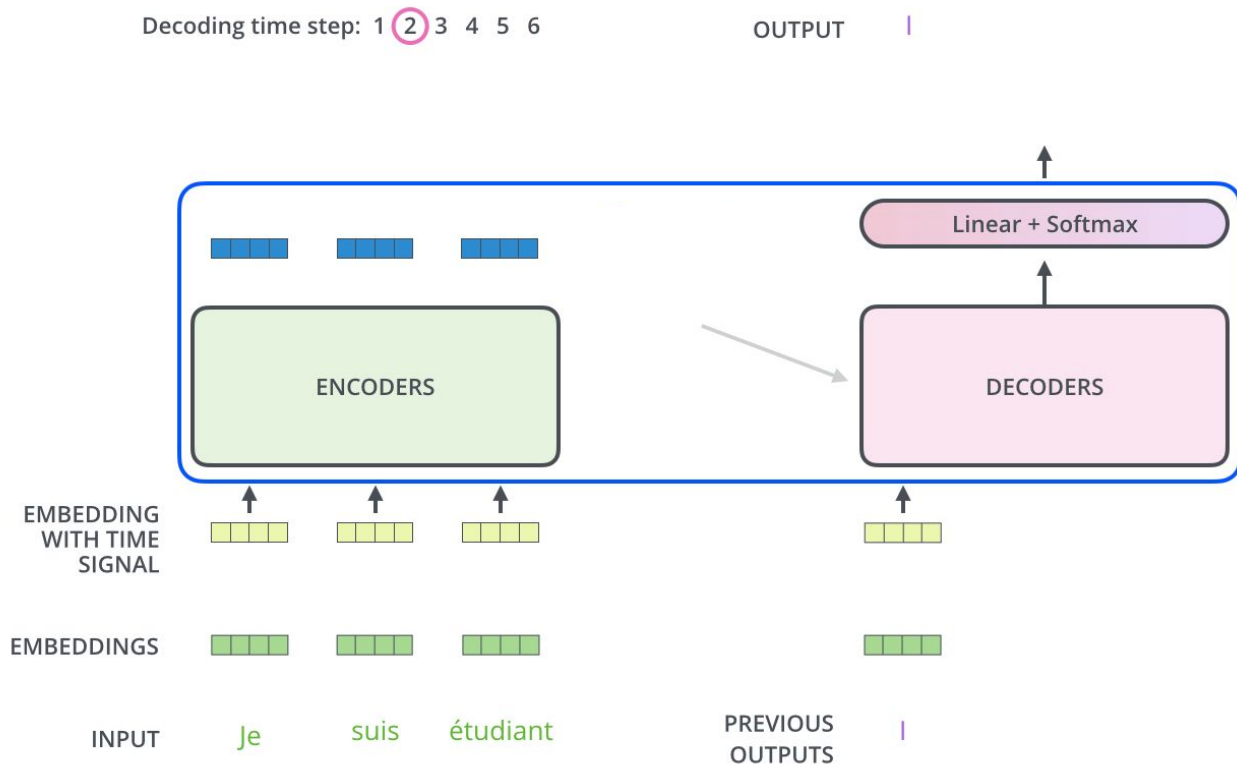 Decoding time step: 1 2 3 4 5 6
OUTPUT I
Linear + Softmax
ENCODERS
DECODERS
EMBEDDING
WITH TIME
SIGNAL
EMBEDDINGS
INPUT Je suis étudiant
PREVIOUS
OUTPUTS
I